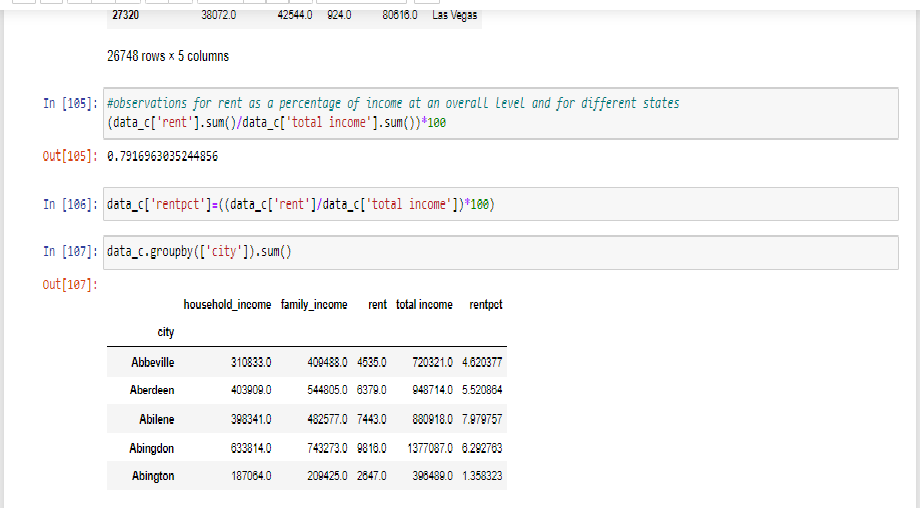 27320 38072.0 42544.0 924.0 80616.0 Las Vegas
26748 rows × 5 columns
In [105]: #observations for rent as a percentage of income at an overall level and for different states
(data_c['rent'].sum()/data_c['total income'].sum())*100
Out[105]: 0.7916963035244856
In [106]: data_c['rentpct']=((data_c['rent']/data_c['total income'])*100)
In [107]: data_c.groupby(['city']).sum()
Out[107]:
household_income family_income rent total income rentpct
city
Abbeville 310833.0 409488.0 4535.0 720321.0 4.620377
Aberdeen 403909.0 544805.0 6379.0 948714.0 5.520864
Abilene 398341.0 482577.0 7443.0 880918.0 7.979757
Abingdon 633814.0 743273.0 9816.0 1377087.0 6.292763
Abington 187064.0 209425.0 2647.0 396489.0 1.358323